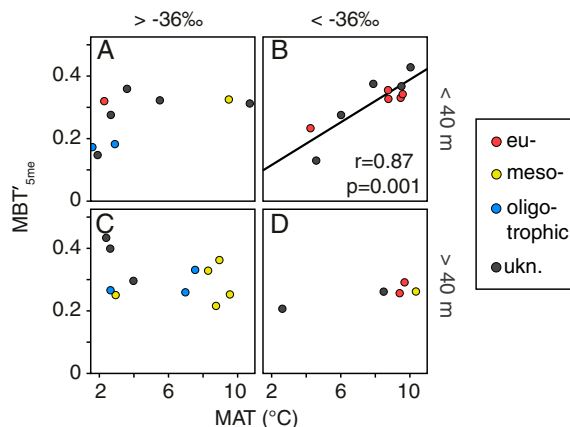 > -36‰
< -36‰
A
B
0.4
0.2
0
r=0.87
p=0.001
< 40 m
MBT′5me
C
D
0.4
0.2
0
> 40 m
2
6
10
2
6
10
MAT (°C)
eu-
meso-
oligo-
trophic
ukn.